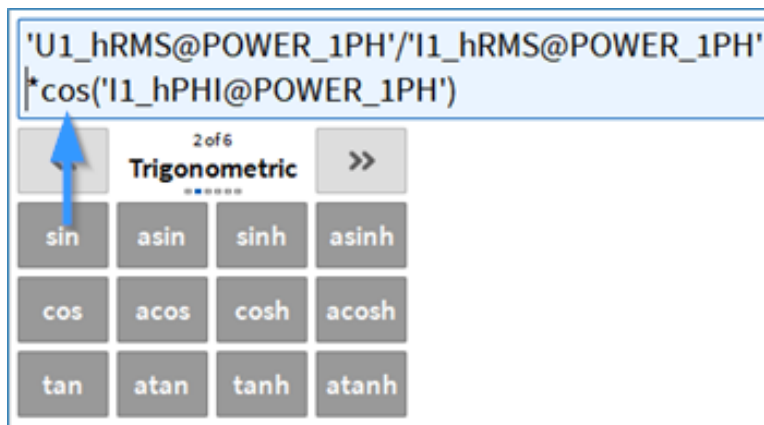 'U1_hRMS@POWER_1PH'/'I1_hRMS@POWER_1PH'
*cos('I1_hPHI@POWER_1PH')
2 of 6
Trigonometric
»
sin asin sinh asinh
cos acos cosh acosh
tan atan tanh atanh